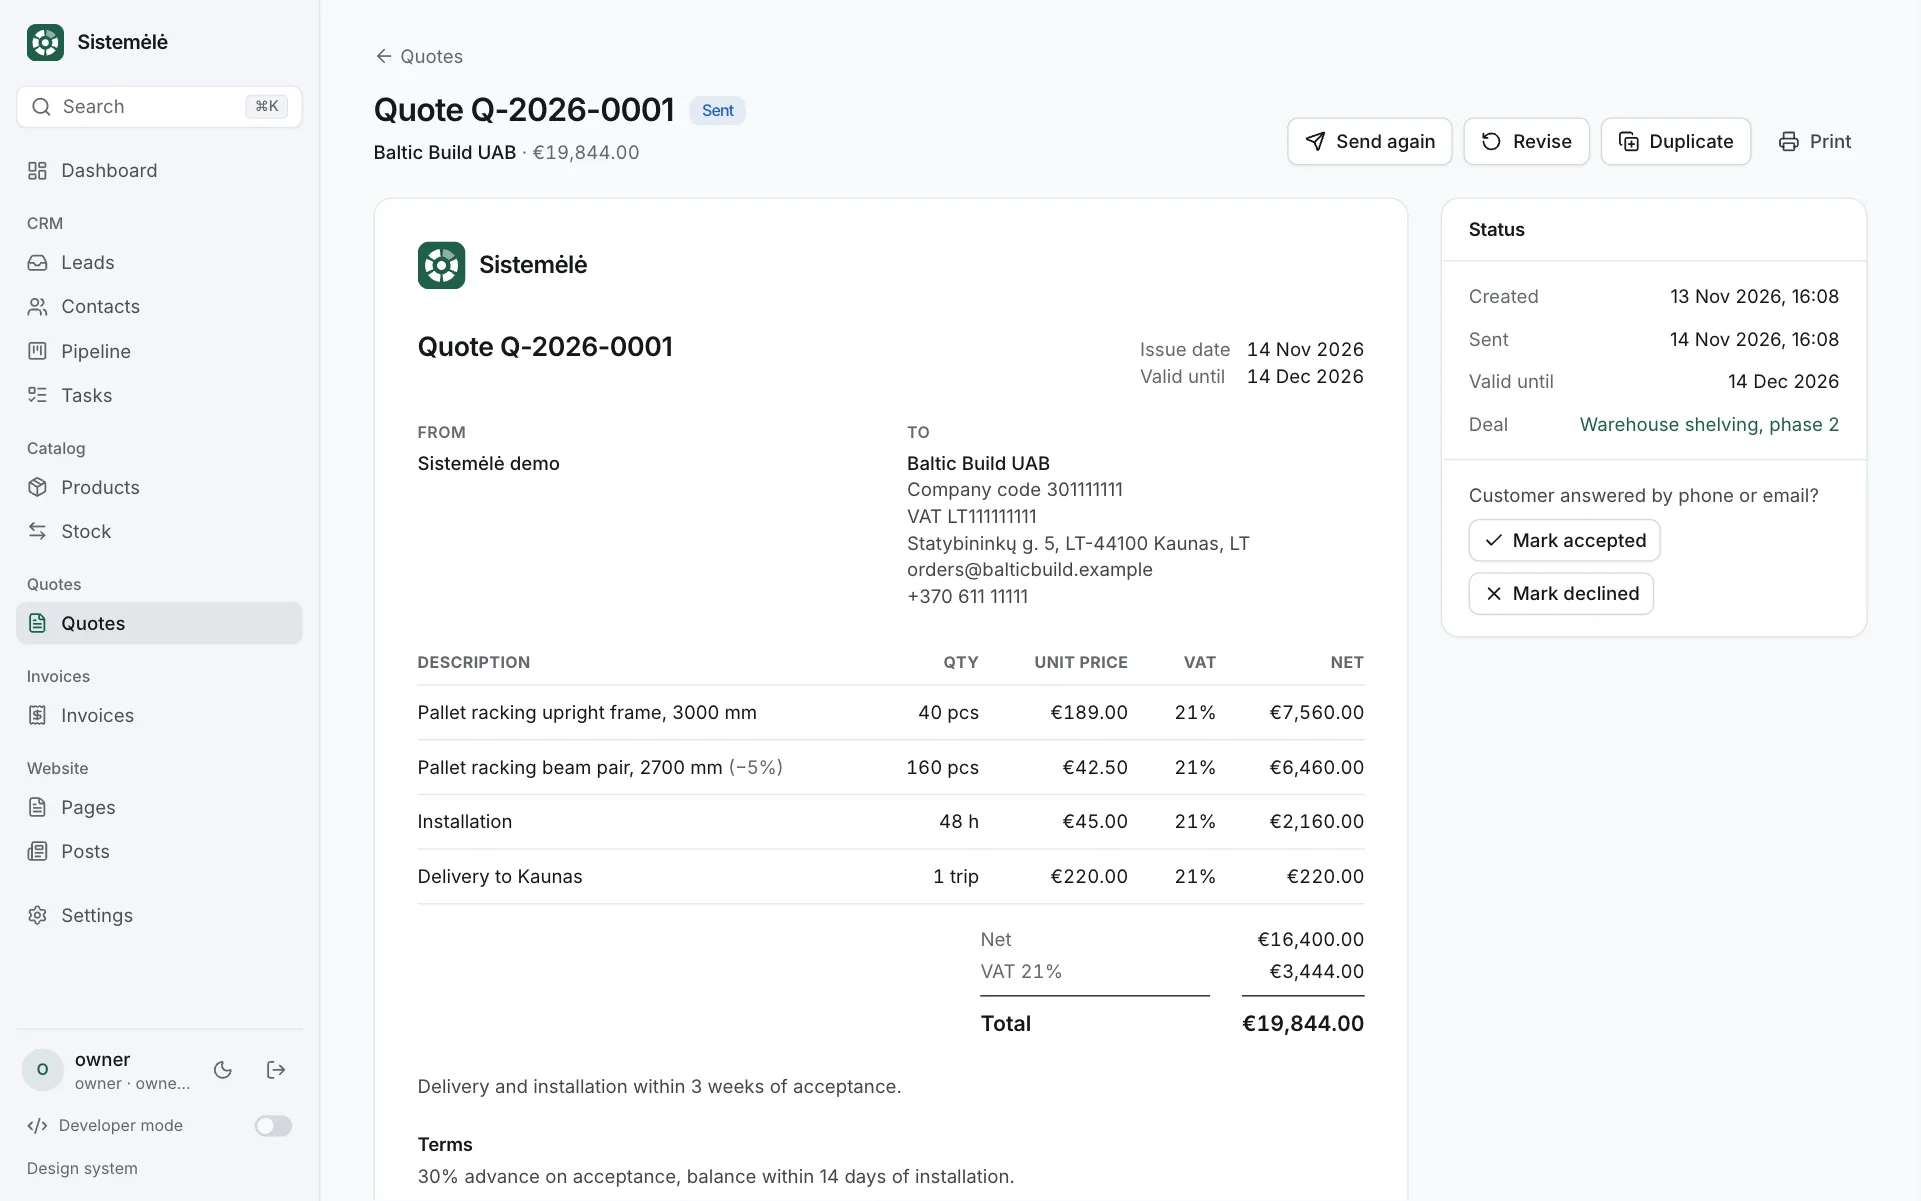 Sistemėlė
Search ⌘K
Dashboard
CRM
Leads
Contacts
Pipeline
Tasks
Catalog
Products
Stock
Quotes
Quotes
Invoices
Invoices
Website
Pages
Posts
Settings
O
owner
owner · owne...
</> Developer mode
Design system
← Quotes
Quote Q-2026-0001 Sent
Baltic Build UAB · €19,844.00
Send again Revise Duplicate Print
Sistemėlė
Quote Q-2026-0001
Issue date 14 Nov 2026
Valid until 14 Dec 2026
FROM
Sistemėlė demo
TO
Baltic Build UAB
Company code 301111111
VAT LT111111111
Statybininkų g. 5, LT-44100 Kaunas, LT
orders@balticbuild.example
+370 611 11111
DESCRIPTION QTY UNIT PRICE VAT NET
Pallet racking upright frame, 3000 mm 40 pcs €189.00 21% €7,560.00
Pallet racking beam pair, 2700 mm (−5%) 160 pcs €42.50 21% €6,460.00
Installation 48 h €45.00 21% €2,160.00
Delivery to Kaunas 1 trip €220.00 21% €220.00
Net €16,400.00
VAT 21% €3,444.00
Total €19,844.00
Delivery and installation within 3 weeks of acceptance.
Terms
30% advance on acceptance, balance within 14 days of installation.
Status
Created 13 Nov 2026, 16:08
Sent 14 Nov 2026, 16:08
Valid until 14 Dec 2026
Deal Warehouse shelving, phase 2
Customer answered by phone or email?
Mark accepted
Mark declined